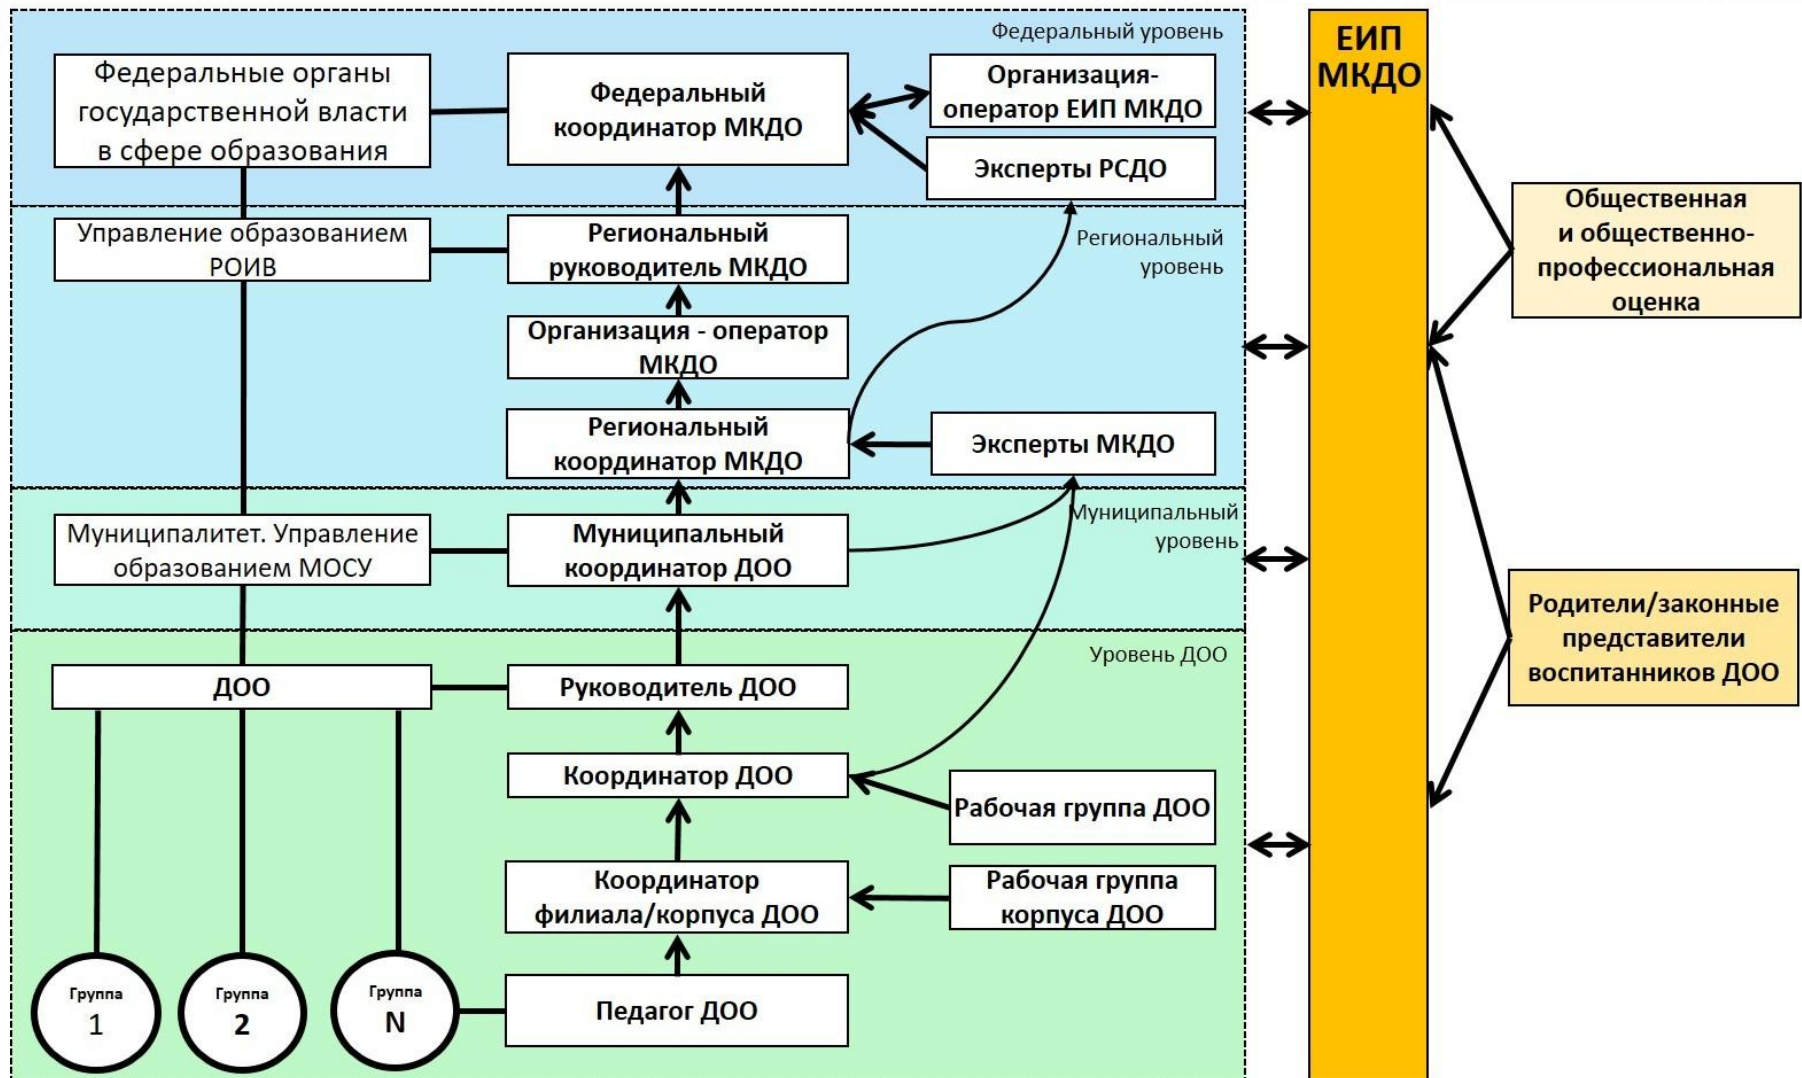 Федеральный уровень
Федеральные органы
государственной власти
в сфере образования
Федеральный
координатор МКДО
Организация-
оператор ЕИП МКДО
Эксперты РСДО
Региональный
уровень
Управление образованием
РОИВ
Региональный
руководитель МКДО
Организация - оператор
МКДО
Региональный
координатор МКДО
Эксперты МКДО
Муниципальный
уровень
Муниципалитет. Управление
образованием МОСУ
Муниципальный
координатор ДОО
Уровень ДОО
ДОО
Руководитель ДОО
Координатор ДОО
Рабочая группа ДОО
Координатор
филиала/корпуса ДОО
Рабочая группа
корпуса ДОО
Группа
1
Группа
2
Группа
N
Педагог ДОО
ЕИП
МКДО
Общественная
и общественно-
профессиональная
оценка
Родители/законные
представители
воспитанников ДОО